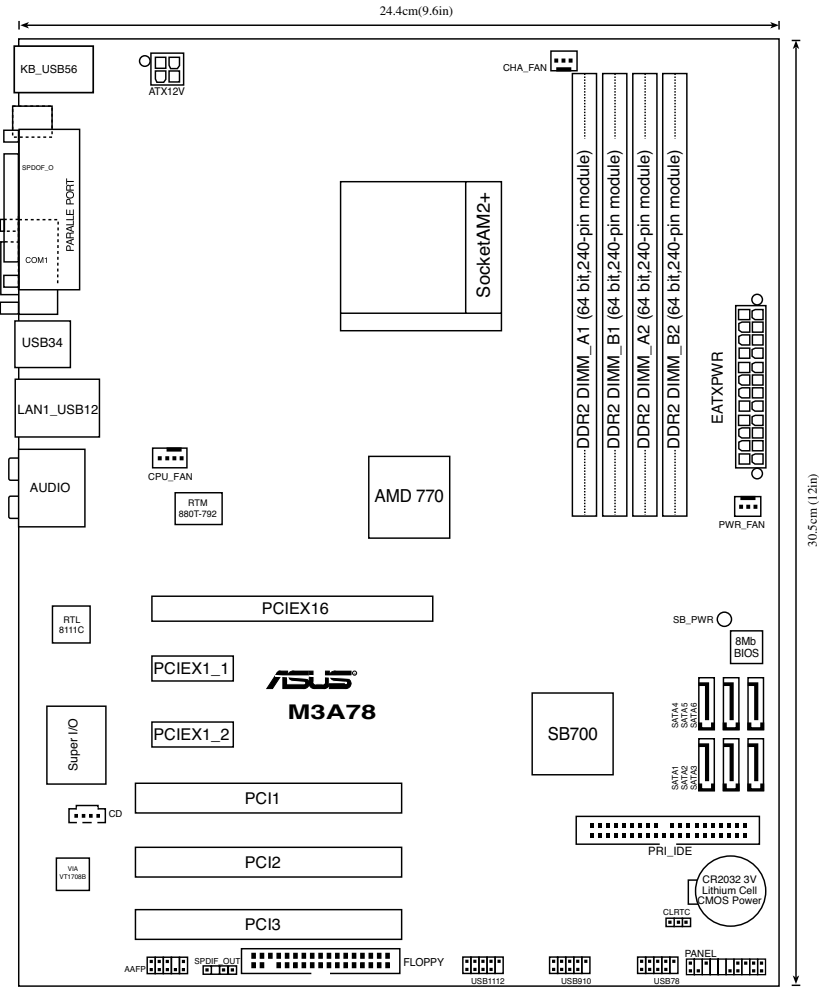 24.4cm(9.6in)
KB_USB56
ATX12V
CHA_FAN
SPDOF_O
PARALLE PORT
COM1
SocketAM2+
DDR2 DIMM_A1 (64 bit,240-pin module)
DDR2 DIMM_B1 (64 bit,240-pin module)
DDR2 DIMM_A2 (64 bit,240-pin module)
DDR2 DIMM_B2 (64 bit,240-pin module)
EATXPWR
USB34
LAN1_USB12
AUDIO
CPU_FAN
RTM
880T-792
AMD 770
PWR_FAN
30.5cm (12in)
PCIEX16
RTL
8111C
SB_PWR
8Mb
BIOS
PCIEX1_1
ASUS
M3A78
PCIEX1_2
Super I/O
SB700
SATA4
SATA5
SATA6
SATA1
SATA2
SATA3
PCI1
CD
PRI_IDE
PCI2
VIA
VT1708B
CR2032 3V
Lithium Cell
CMOS Power
CLRTC
PCI3
AAFP
SPDIF_OUT
FLOPPY
USB1112
USB910
USB78
PANEL